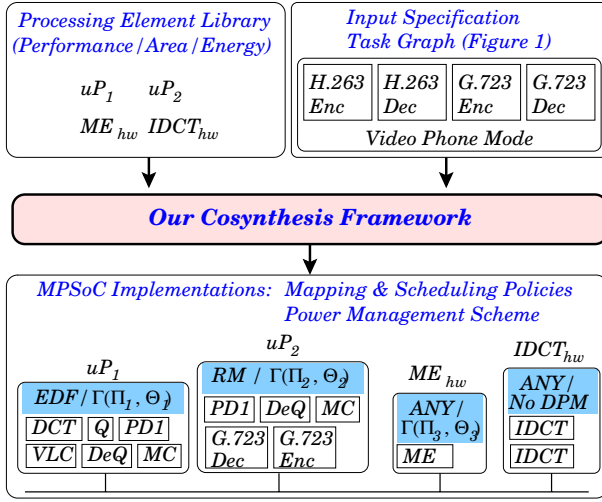 Processing Element Library
(Performance/Area/Energy)
uP1 uP2
MEhw IDCThw
Input Specification
Task Graph (Figure 1)
H.263 Enc
H.263 Dec
G.723 Enc
G.723 Dec
Video Phone Mode
Our Cosynthesis Framework
MPSoC Implementations: Mapping & Scheduling Policies
Power Management Scheme
uP1
EDF/Γ(Π1, Θ1)
DCT Q PD1
VLC DeQ MC
uP2
RM / Γ(Π2, Θ2)
PD1 DeQ MC
G.723 Dec
G.723 Enc
MEhw
ANY/
Γ(Π3, Θ3)
ME
IDCThw
ANY/
No DPM
IDCT
IDCT